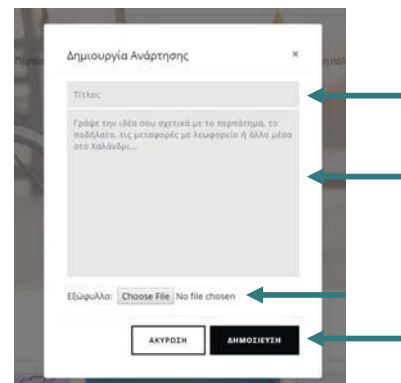 Δημιουργία Ανάρτησης ×
Τίτλος
Γράψε την ιδέα σου σχετικά με το περπάτημα, το
ποδήλατο, τις μεταφορές με λεωφορείο ή άλλο μέσο
στο Χαλάνδρι...
Εξώφυλλο: Choose File No file chosen
ΑΚΥΡΩΣΗ ΔΗΜΟΣΙΕΥΣΗ